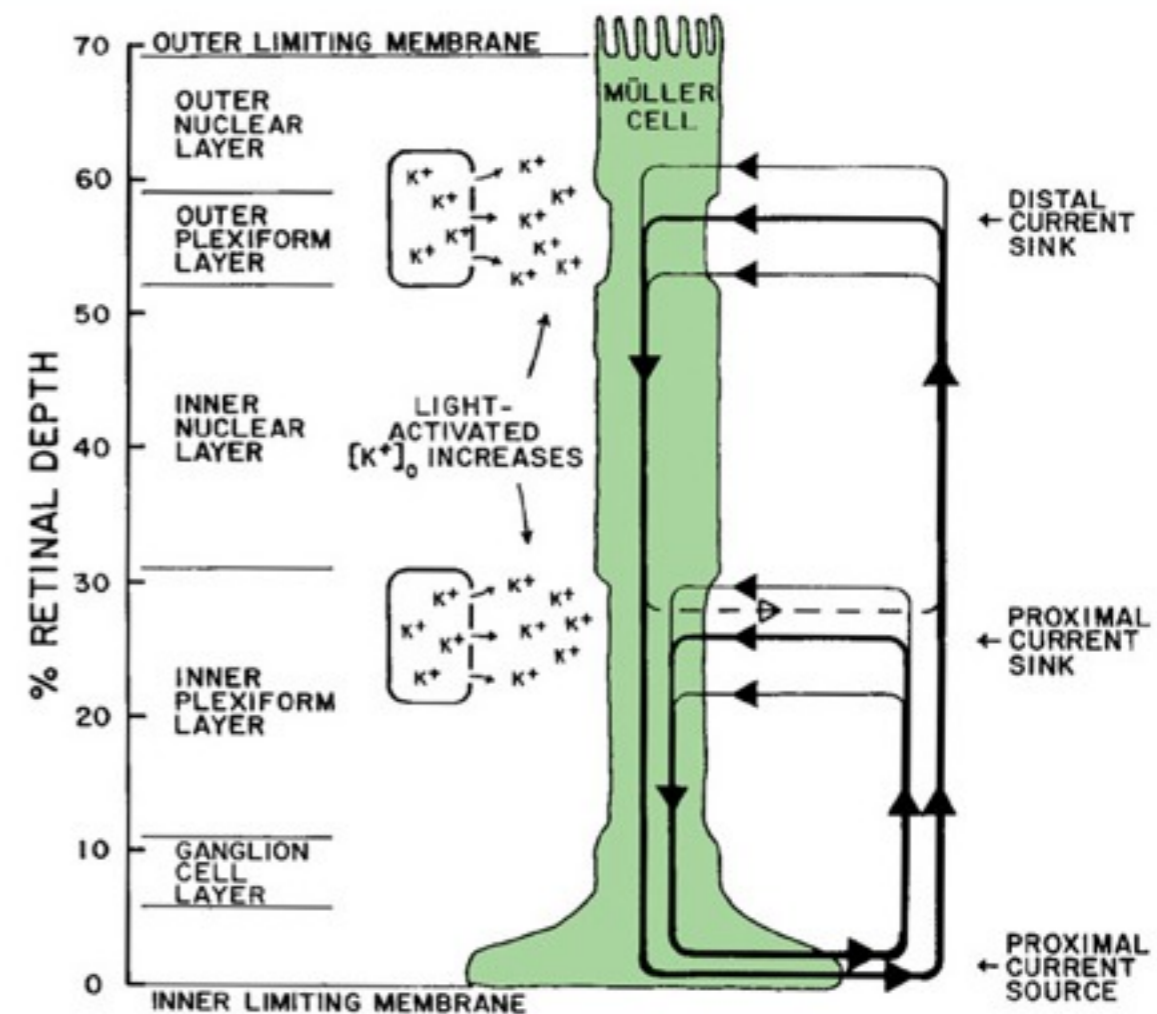 % RETINAL DEPTH
70
60
50
40
30
20
10
0
OUTER LIMITING MEMBRANE
OUTER
NUCLEAR
LAYER
OUTER
PLEXIFORM
LAYER
INNER
NUCLEAR
LAYER
INNER
PLEXIFORM
LAYER
GANGLION
CELL
LAYER
INNER LIMITING MEMBRANE
K+
K+
K+
K+
K+
K+
K+
K+
K+
K+
LIGHT-
ACTIVATED
[K+]o INCREASES
K+
K+
K+
K+
K+
K+
K+
K+
K+
K+
MÜLLER
CELL
DISTAL
CURRENT
SINK
PROXIMAL
CURRENT
SINK
PROXIMAL
CURRENT
SOURCE